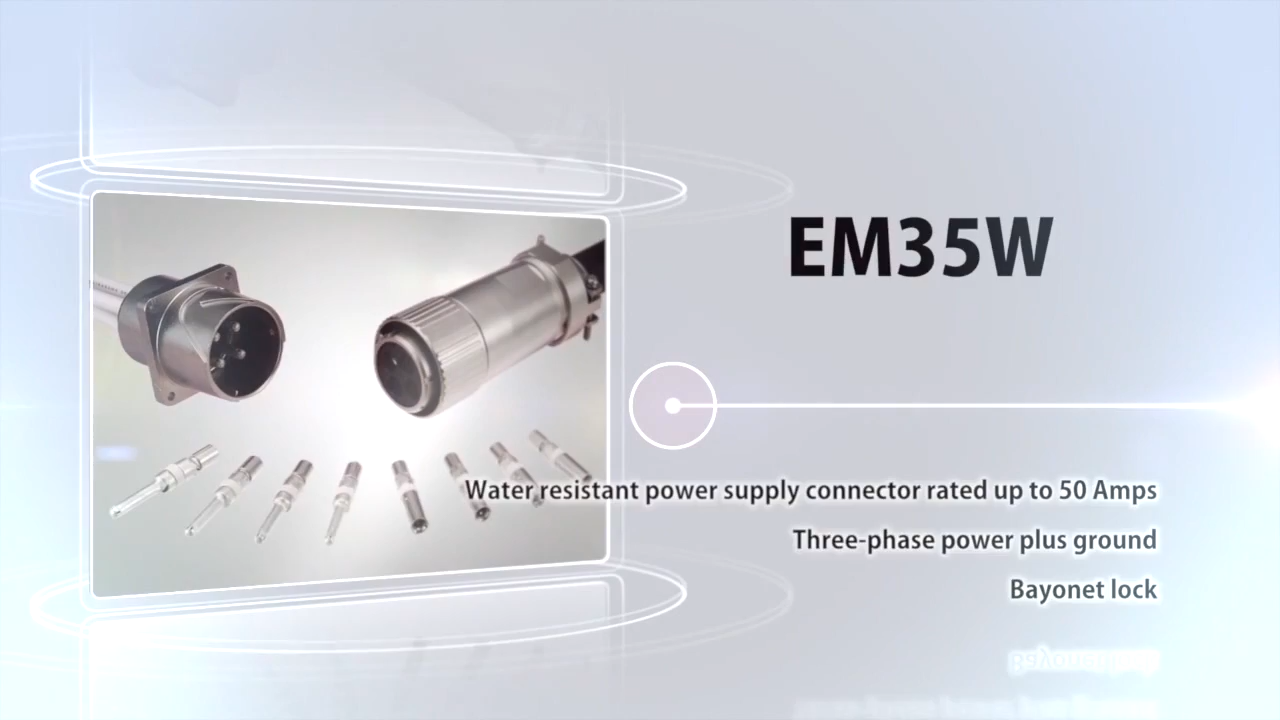 EM35W
Water resistant power supply connector rated up to 50 Amps
Three-phase power plus ground
Bayonet lock